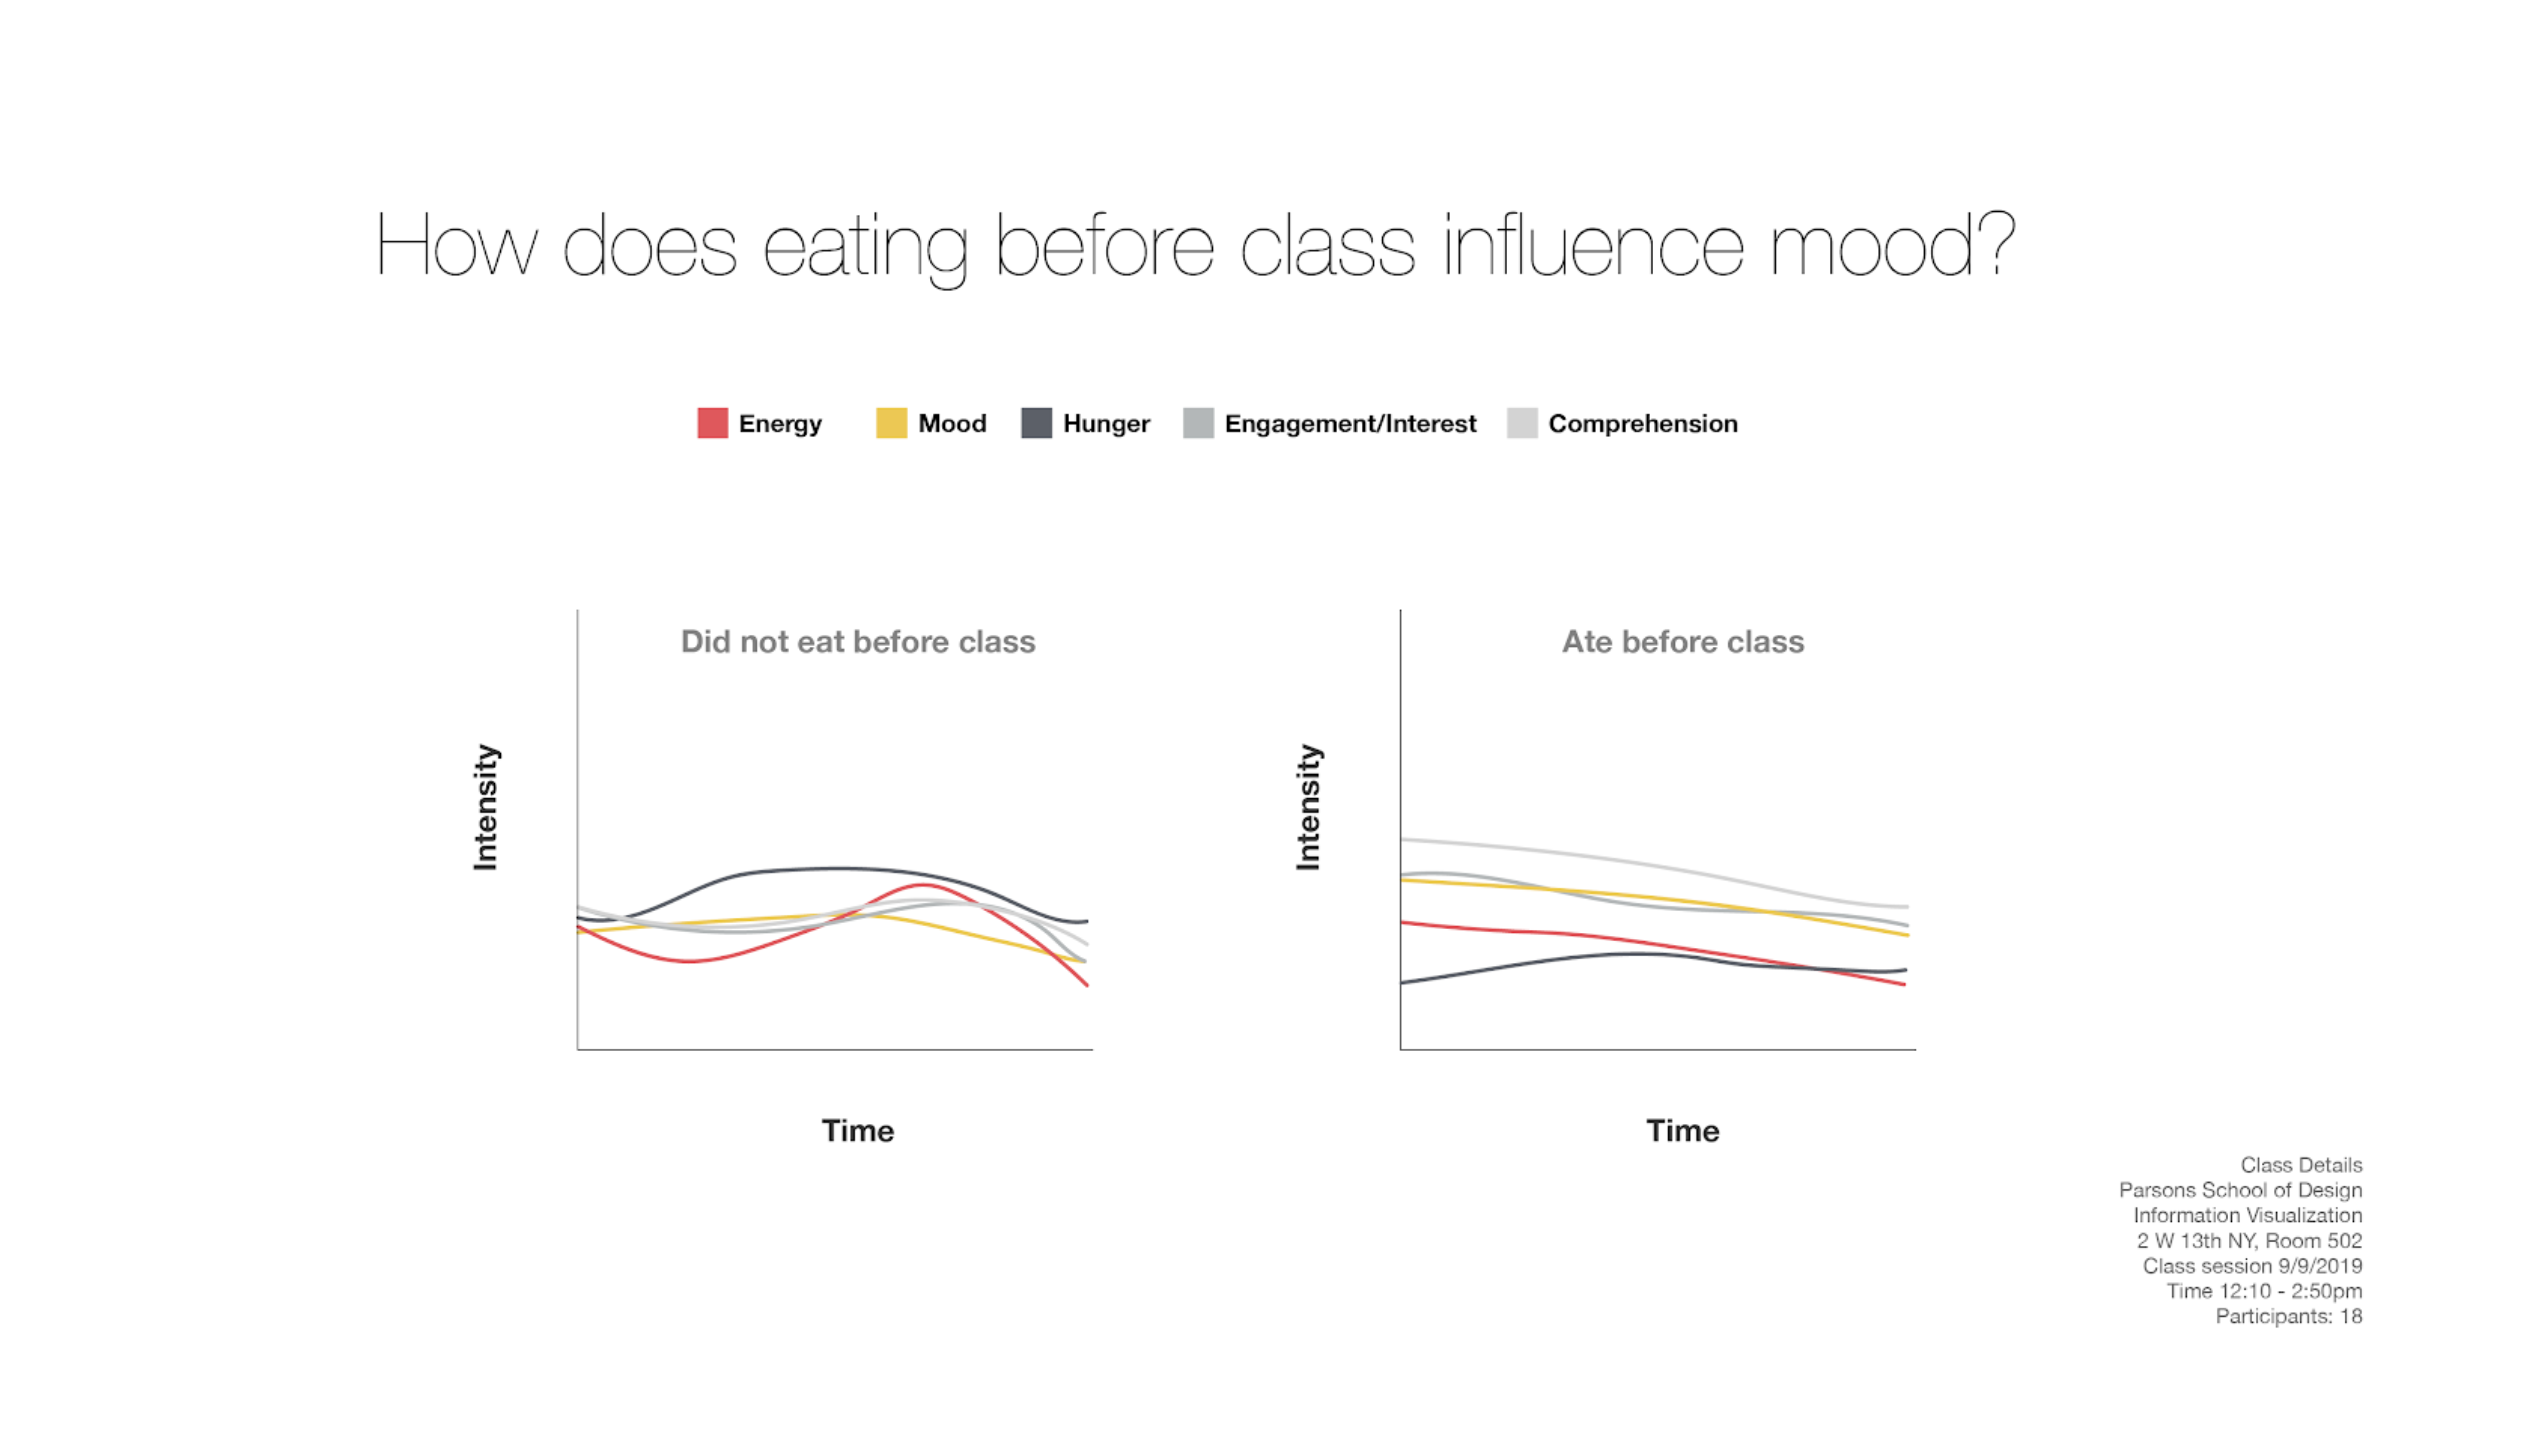 How does eating before class influence mood?
Energy Mood Hunger Engagement/Interest Comprehension
Did not eat before class
Intensity
Time
Ate before class
Intensity
Time
Class Details
Parsons School of Design
Information Visualization
2 W 13th NY, Room 502
Class session 9/9/2019
Time 12:10 - 2:50pm
Participants: 18